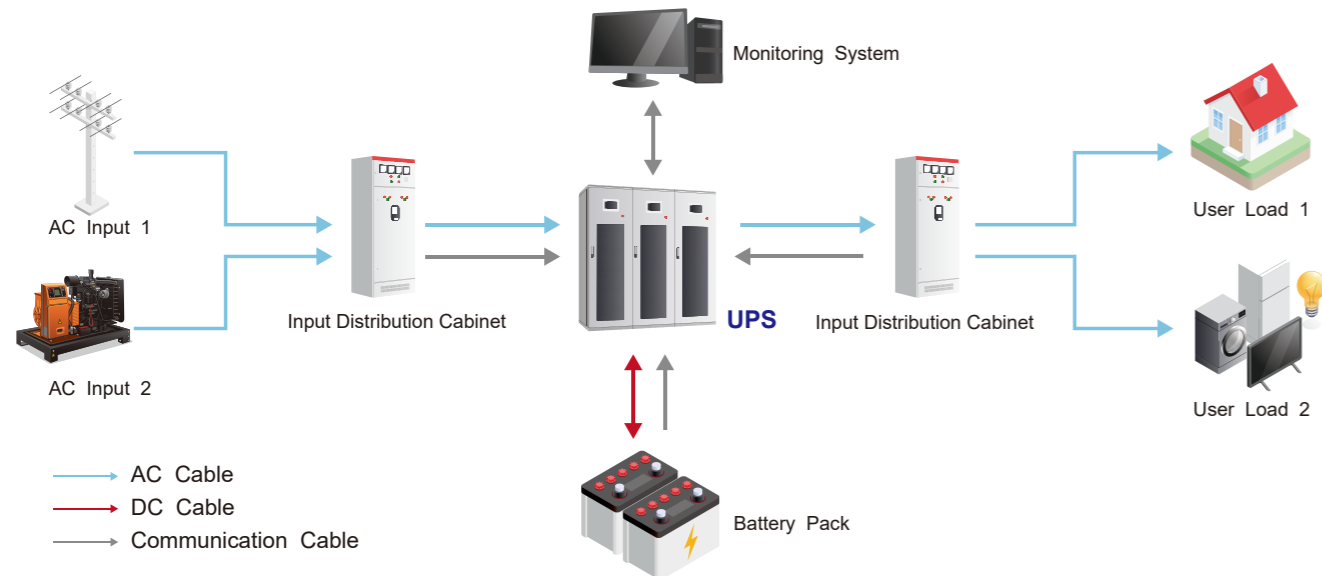 Monitoring System
AC Input 1
User Load 1
Input Distribution Cabinet
UPS
Input Distribution Cabinet
AC Input 2
User Load 2
AC Cable
DC Cable
Communication Cable
Battery Pack